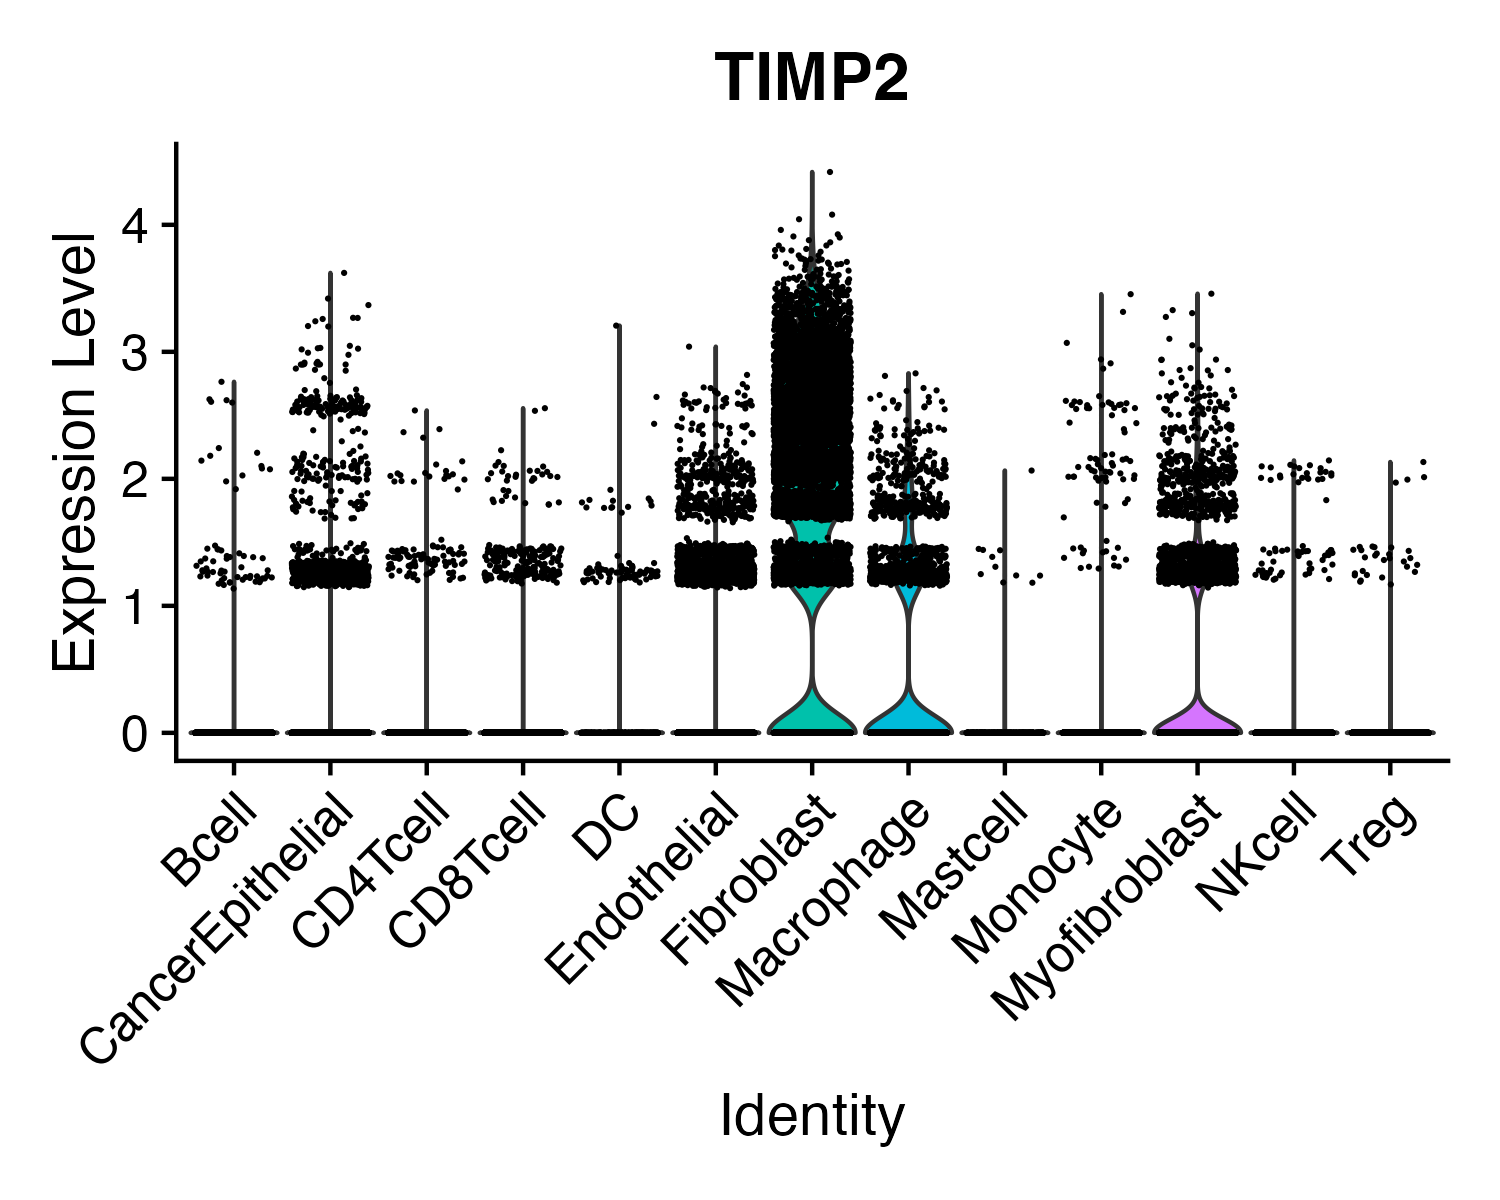 TIMP2
Expression Level
4
3
2
1
0
Bcell
CancerEpithelial
CD4Tcell
CD8Tcell
DC
Endothelial
Fibroblast
Macrophage
Mastcell
Monocyte
Myofibroblast
NKcell
Treg
Identity